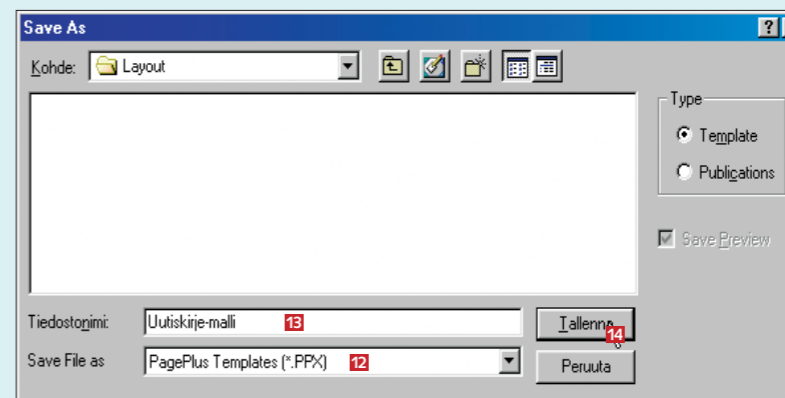 Save As ?
Kohde: Layout
Type
Template
Publications
Save Preview
Tiedostonimi: Uutiskirje-malli 13
Tallenna 14
Save File as PagePlus Templates (*.PPX) 12
Peruuta